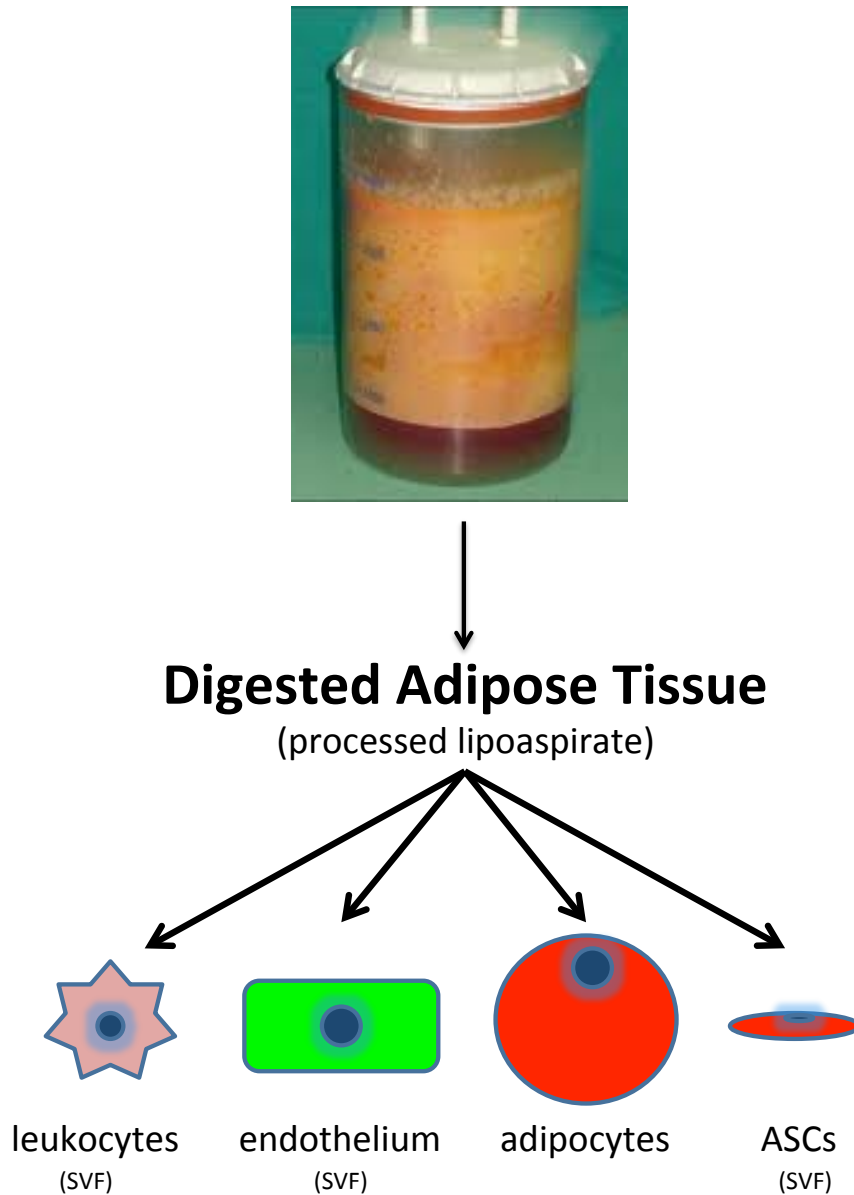 Digested Adipose Tissue
(processed lipoaspirate)
leukocytes endothelium adipocytes ASCs
(SVF) (SVF) (SVF)